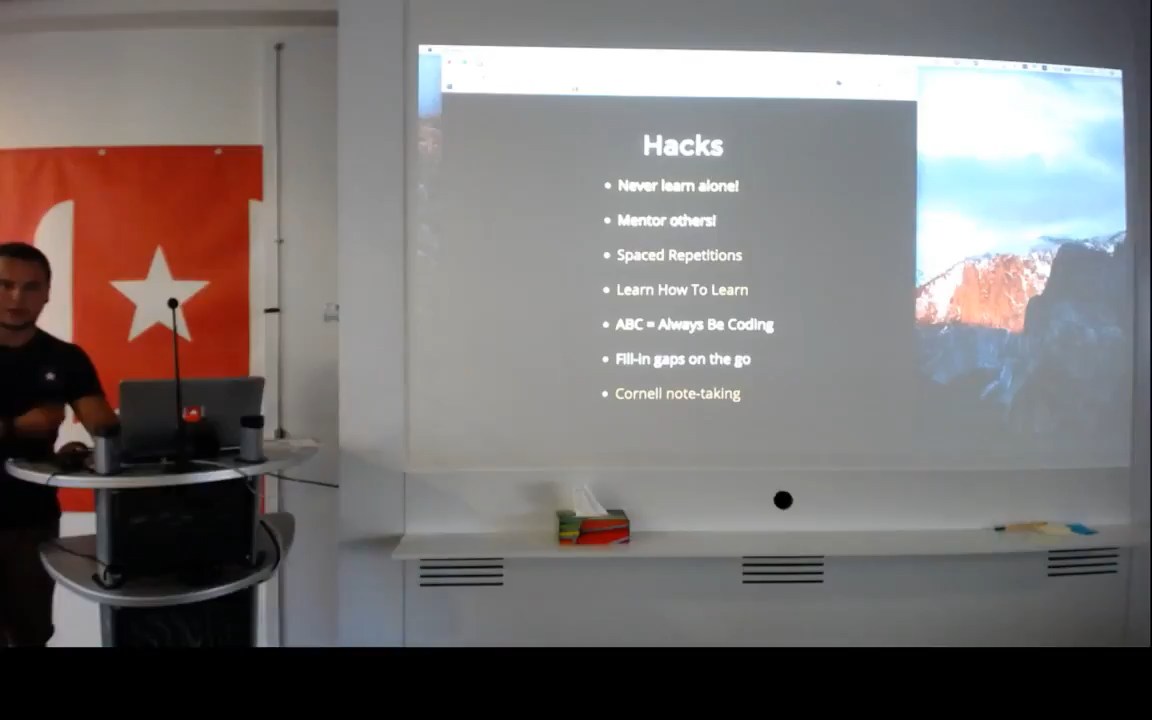 Hacks
• Never learn alone!
• Mentor others!
• Spaced Repetitions
• Learn How To Learn
• ABC = Always Be Coding
• Fill-in gaps on the go
• Cornell note-taking